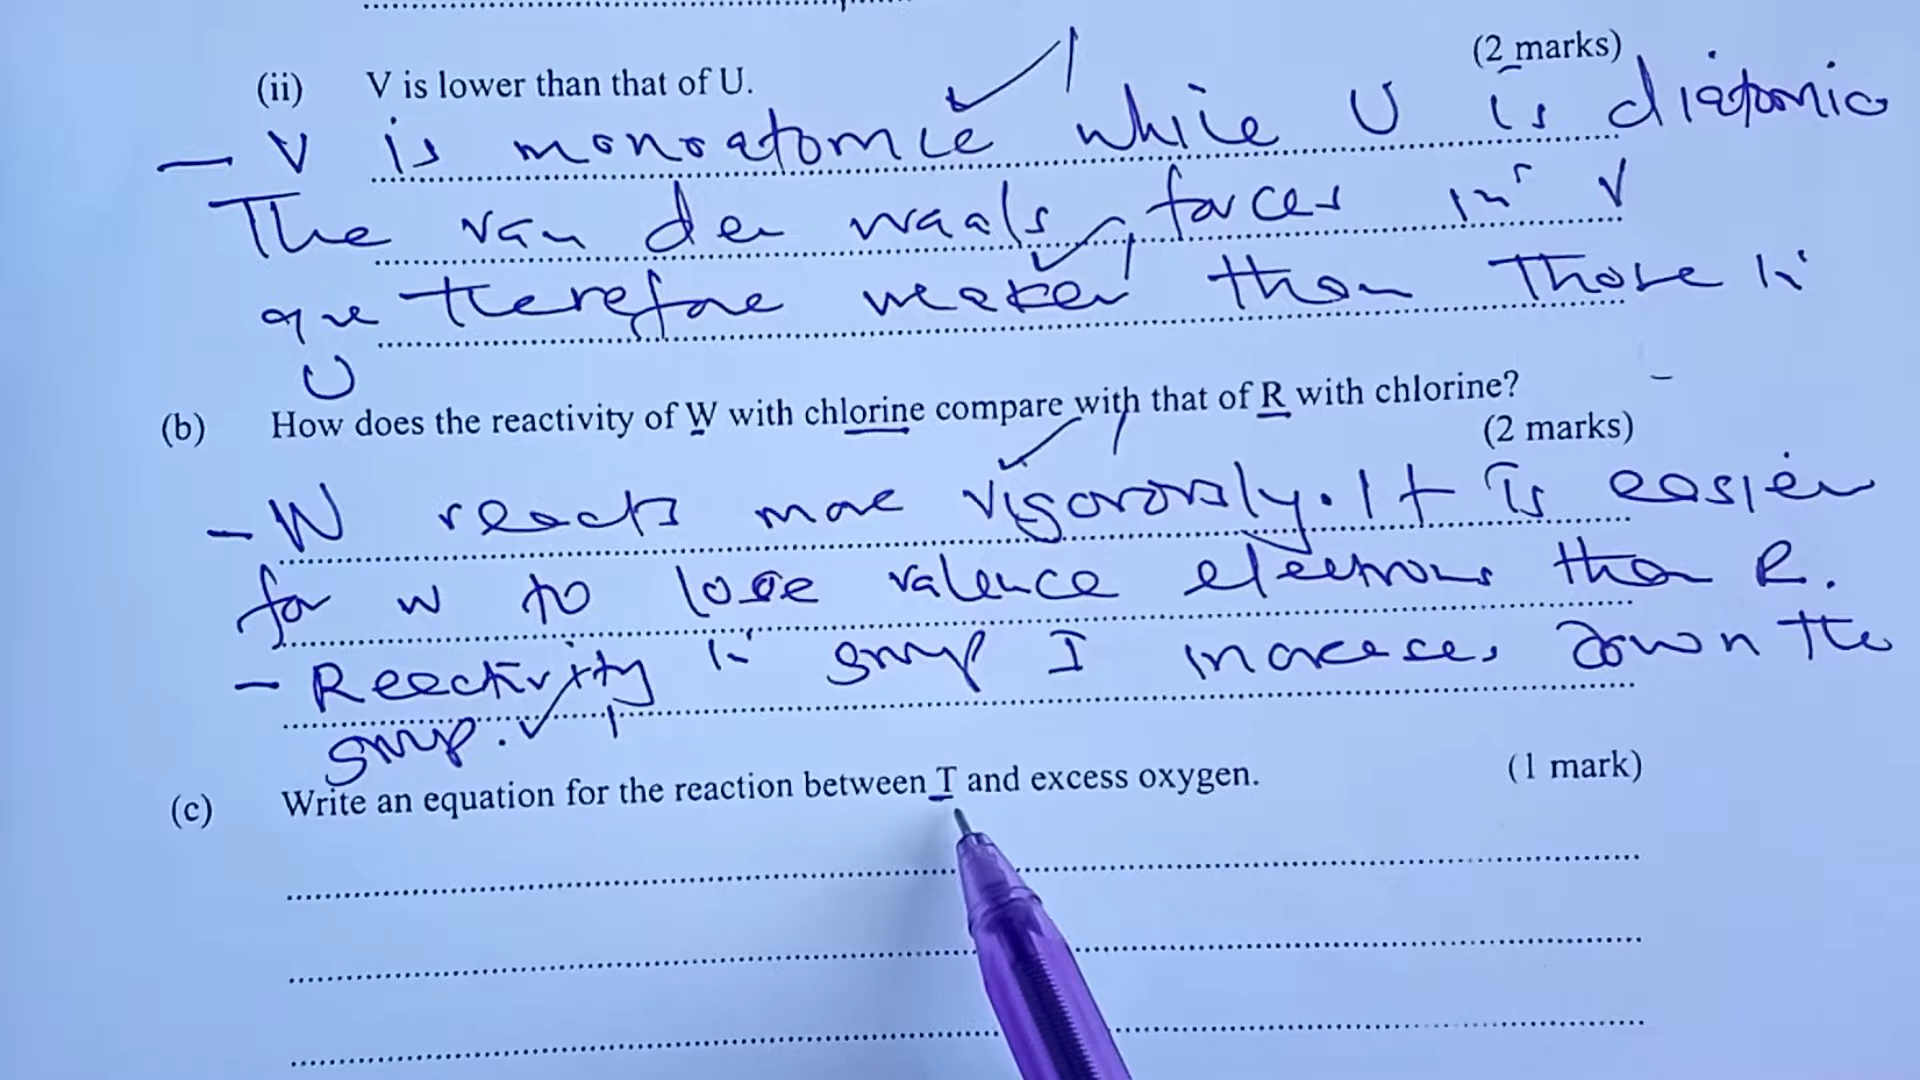 (2 marks)
(ii) V is lower than that of U.
- V is monoatomic while U is diatomic
The van der waals forces in V
are therefore weaker than those in
U
(b) How does the reactivity of W with chlorine compare with that of R with chlorine?
(2 marks)
- W reacts more vigorously. It is easier
for W to lose valence electrons than R.
- Reactivity in group I increases down the
group.
(c) Write an equation for the reaction between T and excess oxygen. (1 mark)